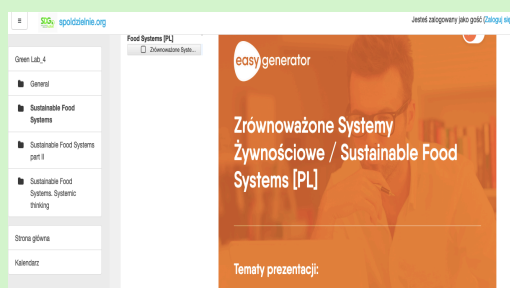 ≡
SLG
spoldzielnie.org
Jesteś zalogowany jako gość (Zaloguj się
Green Lab_4
General
Sustainable Food
Systems
Sustainable Food Systems
part II
Sustainable Food
Systems. Systemic
thinking
Strona główna
Kalendarz
Food Systems [PL]
Zrównoważone Syste...
easygenerator
Zrównoważone Systemy
Żywnościowe / Sustainable Food
Systems [PL]
Tematy prezentacji: